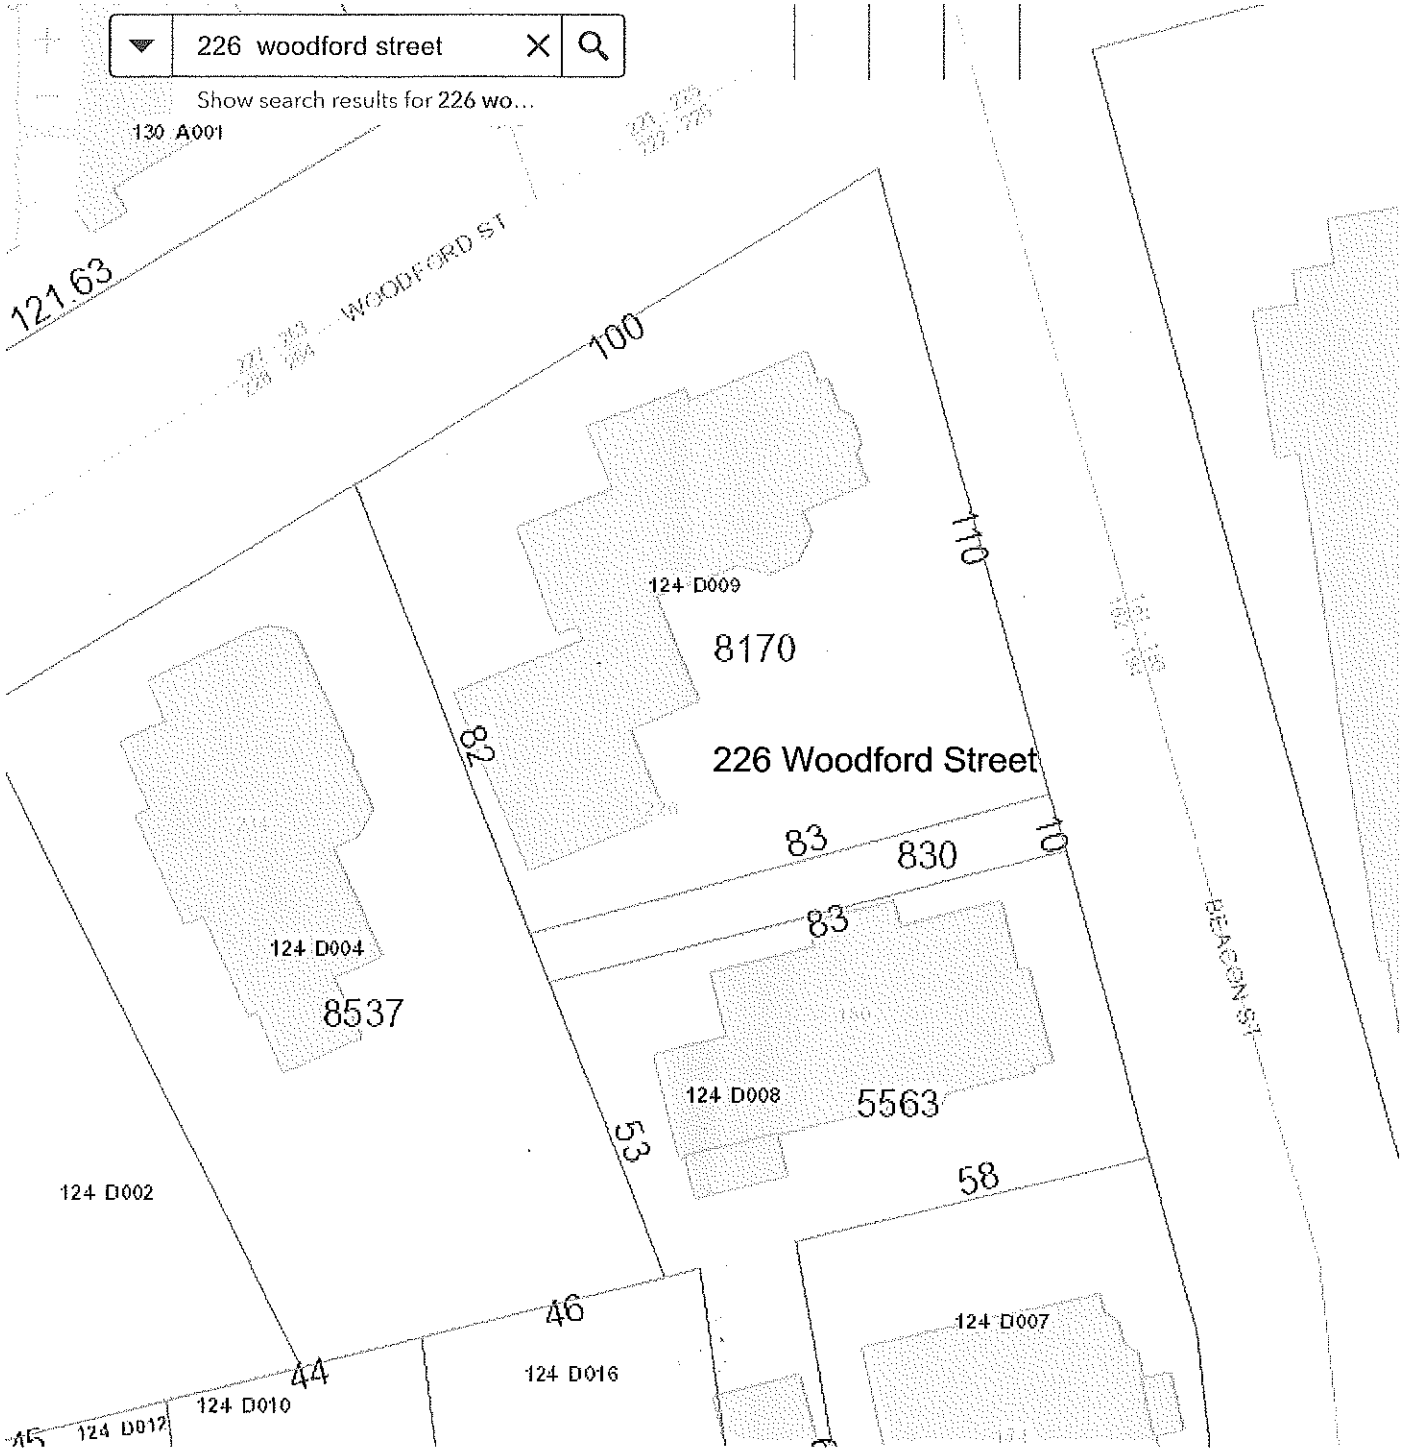 226 woodford street
Show search results for 226 wo...
130 A001
121.63
WOODFORD ST
100
110
124 D009
8170
82
226 Woodford Street
83
830
10
83
124 D004
8537
BEACON ST
124 D008
5563
53
58
124 D002
46
124 D007
44
124 D016
124 D010
124 D012
45